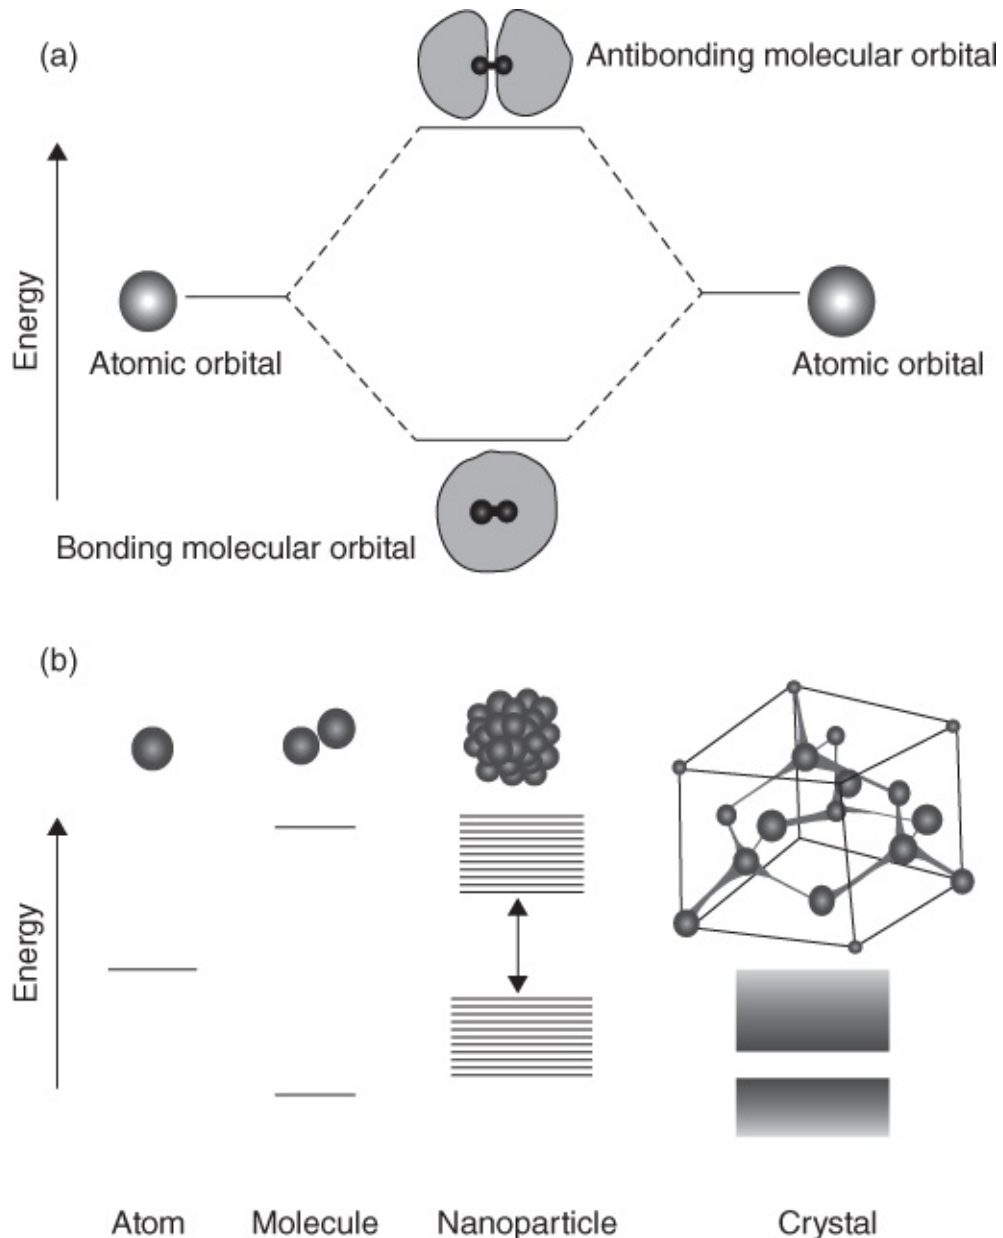 (a)
Antibonding molecular orbital
Energy
Atomic orbital
Atomic orbital
Bonding molecular orbital
(b)
Energy
Atom
Molecule
Nanoparticle
Crystal